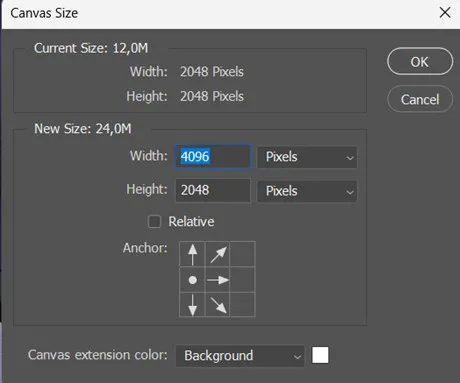 Canvas Size
Current Size: 12,0M
Width: 2048 Pixels
Height: 2048 Pixels
OK
Cancel
New Size: 24,0M
Width: 4096 Pixels
Height: 2048 Pixels
Relative
Anchor:
Canvas extension color: Background